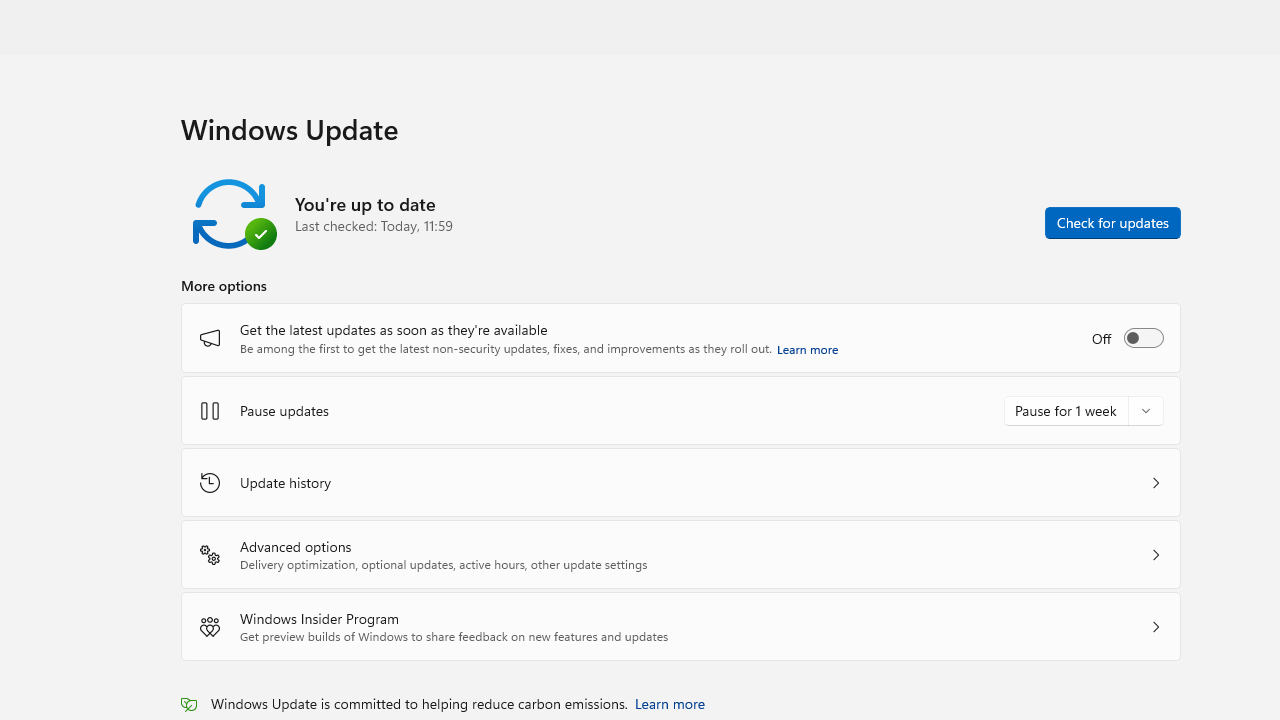 Windows Update
You're up to date
Last checked: Today, 11:59
Check for updates
More options
Get the latest updates as soon as they're available
Be among the first to get the latest non-security updates, fixes, and improvements as they roll out. Learn more
Off
Pause updates
Pause for 1 week
Update history
Advanced options
Delivery optimization, optional updates, active hours, other update settings
Windows Insider Program
Get preview builds of Windows to share feedback on new features and updates
Windows Update is committed to helping reduce carbon emissions. Learn more